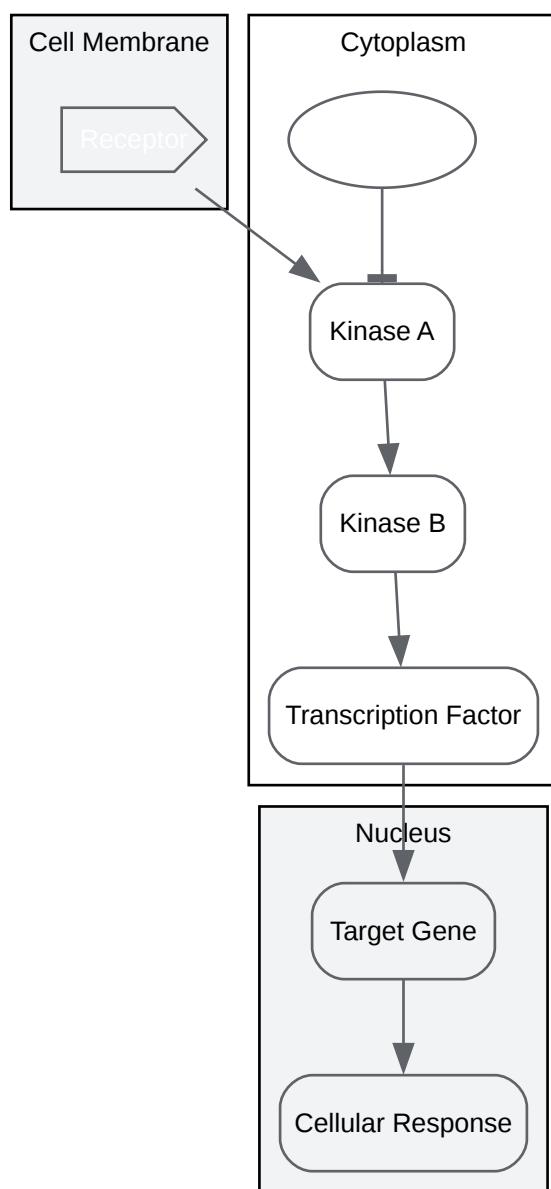 Cell Membrane
Cytoplasm
Receptor
Kinase A
Kinase B
Transcription Factor
Nucleus
Target Gene
Cellular Response